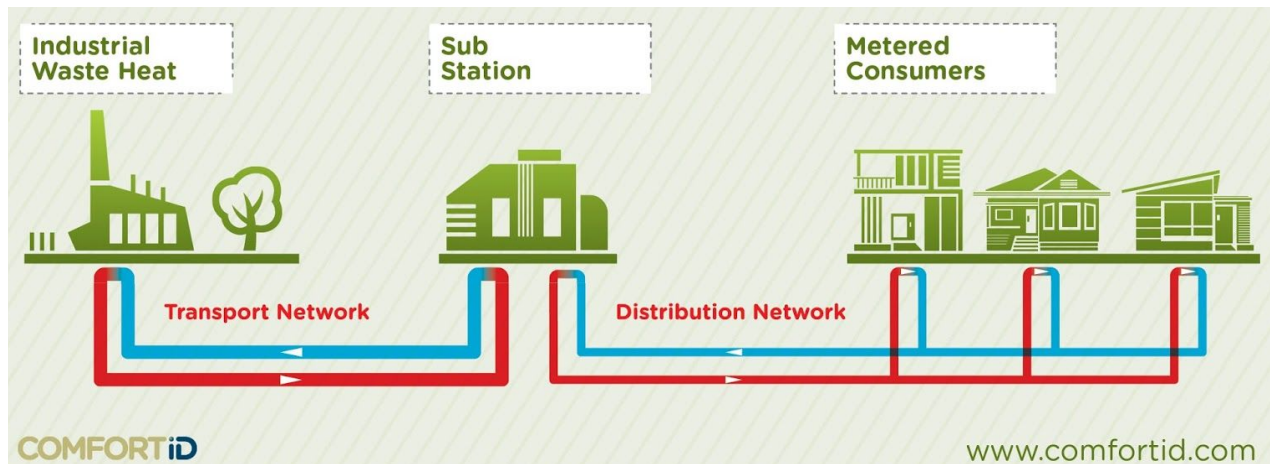 Industrial
Waste Heat
Sub
Station
Metered
Consumers
Transport Network
Distribution Network
COMFORTiD
www.comfortid.com